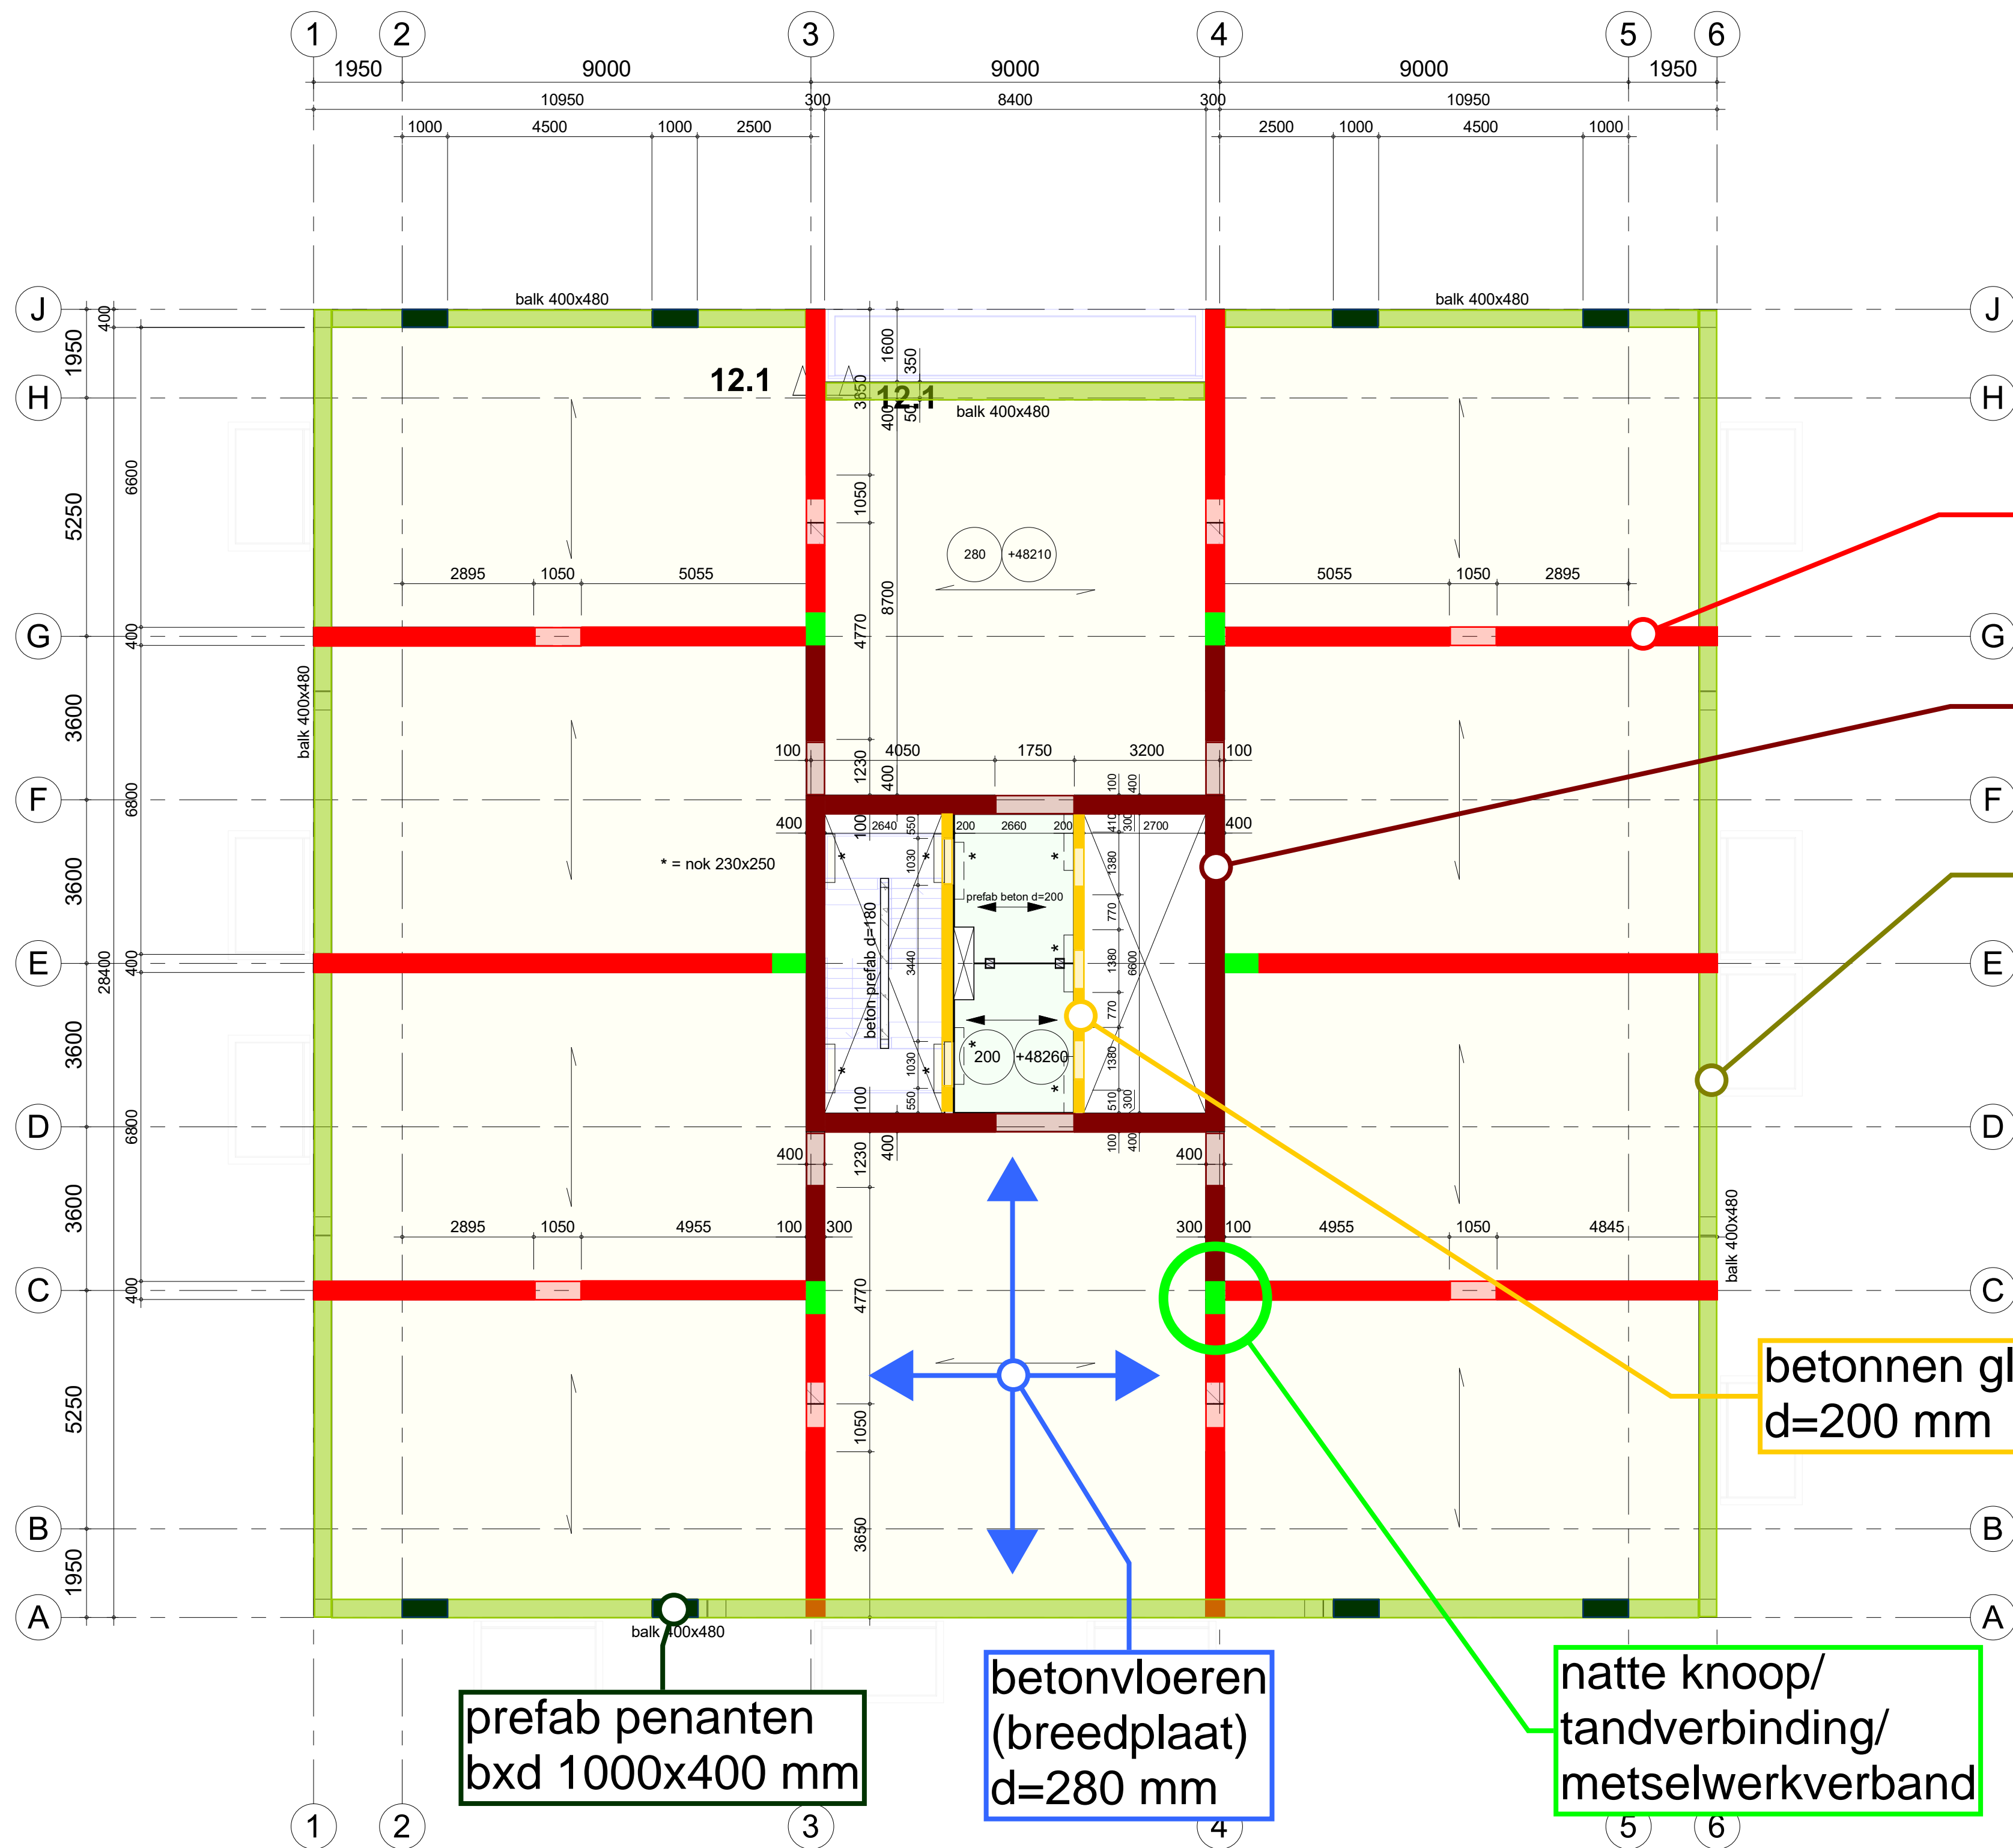 1 2 3 4 5 6
1950 9000 9000 9000 1950
10950 300 8400 300 10950
1000 4500 1000 2500 2500 1000 4500 1000
J balk 400x480 balk 400x480 J
400
1950
1600
350
12.1
12.1
3650
400
50
balk 400x480
H H
6600
5250
1050
280 +48210
2895 1050 5055 5055 1050 2895
8700
G 400 4770 G
balk 400x480
3600
100 4050 1750 3200 100
1230
400
100
400
F 6800 F
400 100 2640 550 200 2660 200 410 300 2700 400
* = nok 230x250
* * * *
1030
1380
3600
prefab beton d=200
770
beton prefab d=180
*
E 28400 400 3440 1380 6600 E
770
3600
*
200 +48260
1030
1380
* * *
100
550
510
300
D 6800 D
400
1230
400
100
400
400
3600
balk 400x480
2895 1050 4955 100 300 300 100 4955 1050 4845
C 400 4770 C
betonnen gl
d=200 mm
5250
1050
3650
B B
1950
A A
balk 400x480
prefab penanten
bxd 1000x400 mm
betonvloeren
(breedplaat)
d=280 mm
natte knoop/
tandverbinding/
metselwerkverband
1 2 3 4 5 6